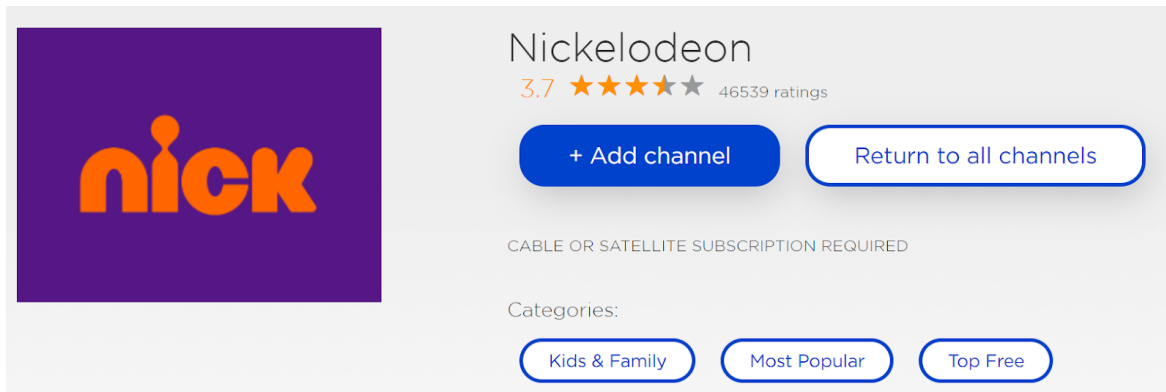 nick
Nickelodeon
3.7 46539 ratings
+ Add channel Return to all channels
CABLE OR SATELLITE SUBSCRIPTION REQUIRED
Categories:
Kids & Family Most Popular Top Free